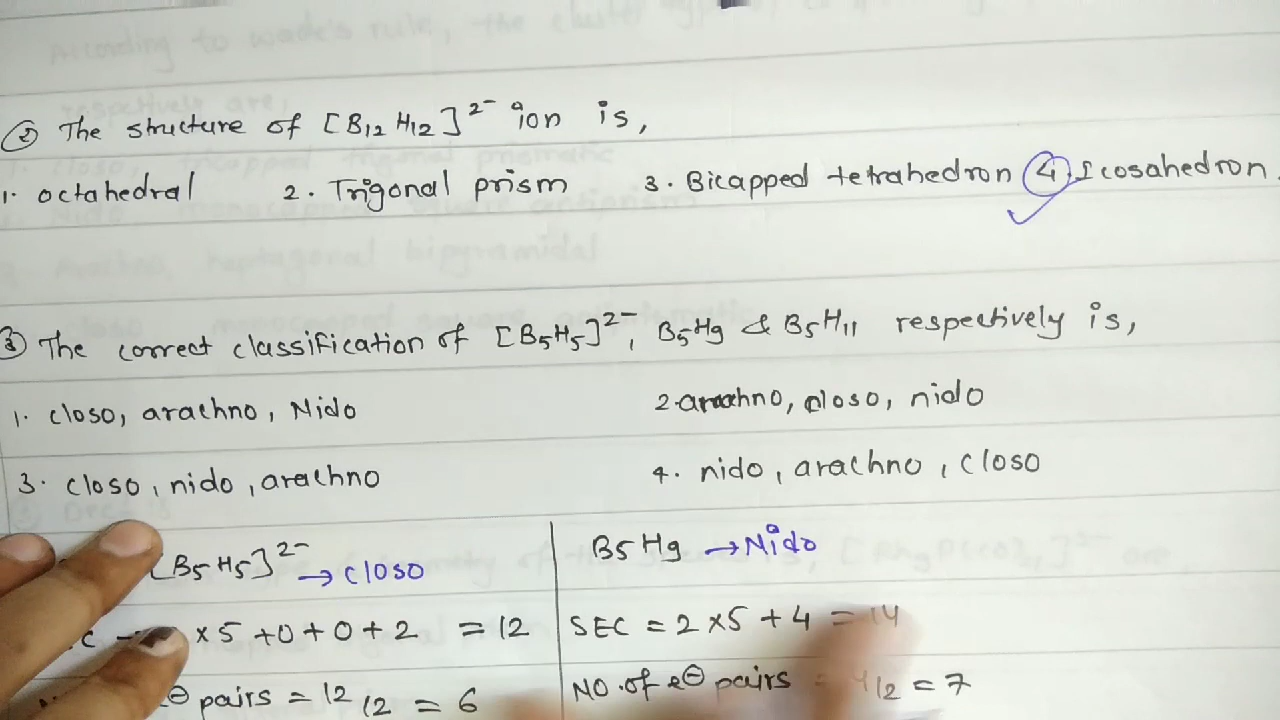 ② The structure of [B12 H12]2- ion is,
1. octahedral 2. Trigonal prism 3. Bicapped tetrahedron 4. Icosahedron.
③ The correct classification of [B5H5]2-, B5H9 & B5H11 respectively is,
1. closo, arachno, Nido 2. arachno, closo, nido
3. closo, nido, arachno 4. nido, arachno, closo
[B5H5]2- → closo
× 5 + 0 + 0 + 2 = 12
e⊖ pairs = 12/2 = 6
B5H9 → Nido
SEC = 2 × 5 + 4 = 14
NO. of e⊖ pairs = /2 = 7